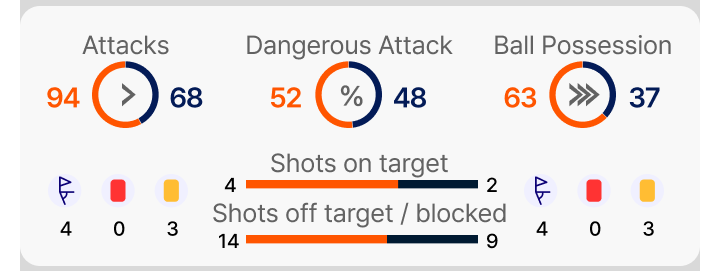 Attacks Dangerous Attack Ball Possession
94 68 52 % 48 63 37
Shots on target
4 2
Shots off target / blocked
4 0 3 14 9 4 0 3